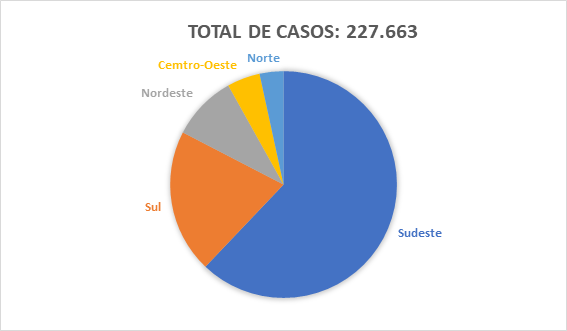 TOTAL DE CASOS: 227.663
Norte
Cemtro-Oeste
Nordeste
Sul
Sudeste